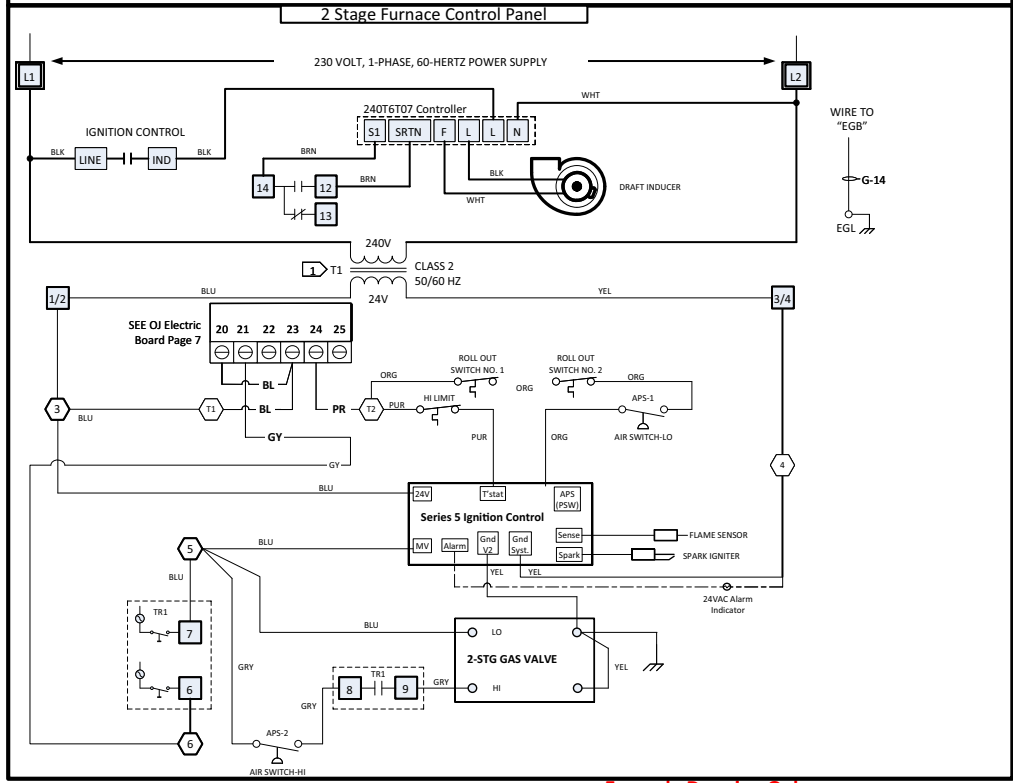 2 Stage Furnace Control Panel
L1
230 VOLT, 1-PHASE, 60-HERTZ POWER SUPPLY
L2
WHT
240T6T07 Controller
WIRE TO
"EGB"
IGNITION CONTROL
S1 SRTN F L L N
BLK LINE IND BLK
BRN
BLK
14 12
BRN
DRAFT INDUCER
G-14
13
WHT
EGL
240V
1 T1
CLASS 2
50/60 HZ
24V
1/2
BLU
YEL
3/4
SEE OJ Electric
Board Page 7
20 21 22 23 24 25
ROLL OUT
SWITCH NO. 1
ROLL OUT
SWITCH NO. 2
BL
ORG
ORG
ORG
HI LIMIT
APS-1
3
BLU
T1
BL
PR
T2
PUR
GY
PUR
ORG
AIR SWITCH-LO
GY
4
BLU
24V
T'stat
APS
(PSW)
Series 5 Ignition Control
Sense
FLAME SENSOR
5
BLU
MV
Alarm
Gnd
V2
Gnd
Syst.
Spark
SPARK IGNITER
YEL
YEL
BLU
24VAC Alarm
Indicator
TR1
7
BLU
LO
2-STG GAS VALVE
YEL
GRY
TR1
6
8 9
GRY
HI
GRY
6
APS-2
AIR SWITCH-HI